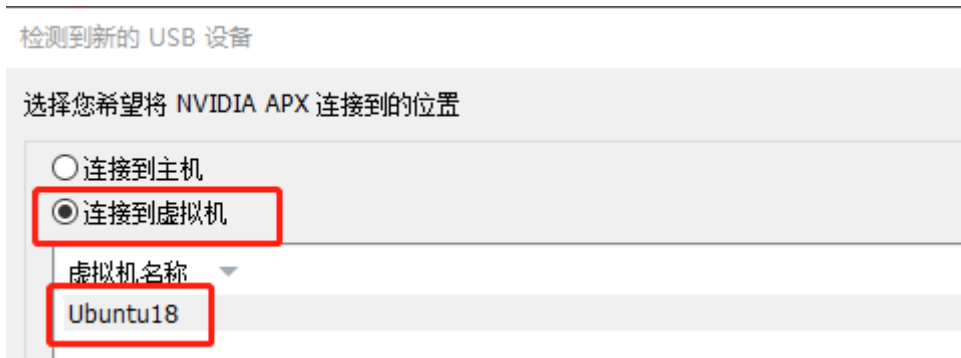 检测到新的 USB 设备
选择您希望将 NVIDIA APX 连接到的位置
连接到主机
连接到虚拟机
虚拟机名称
Ubuntu18